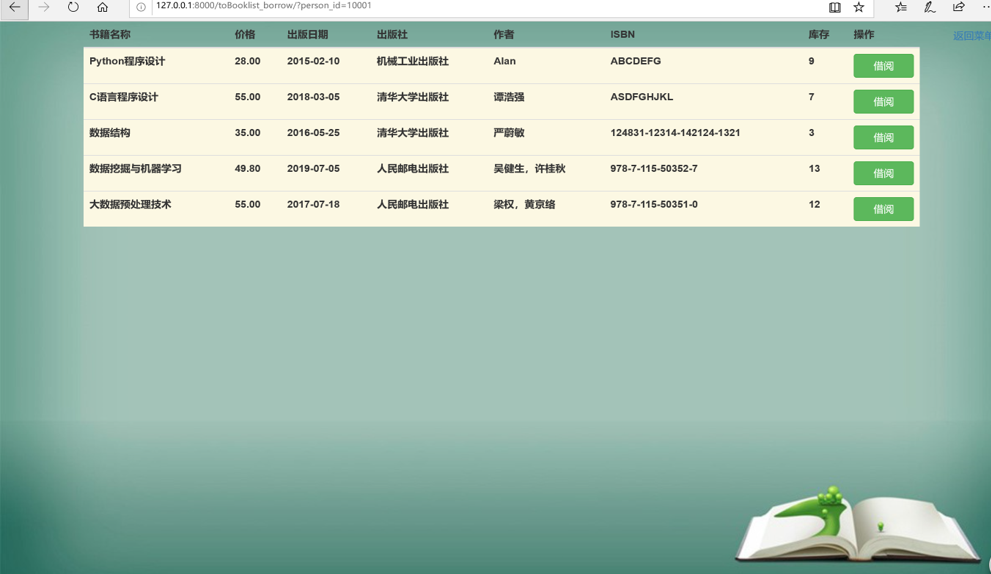 127.0.0.1:8000/toBooklist_borrow/?person_id=10001
书籍名称 价格 出版日期 出版社 作者 ISBN 库存 操作 返回菜单
Python程序设计 28.00 2015-02-10 机械工业出版社 Alan ABCDEFG 9 借阅
C语言程序设计 55.00 2018-03-05 清华大学出版社 谭浩强 ASDFGHJKL 7 借阅
数据结构 35.00 2016-05-25 清华大学出版社 严蔚敏 124831-12314-142124-1321 3 借阅
数据挖掘与机器学习 49.80 2019-07-05 人民邮电出版社 吴健生，许桂秋 978-7-115-50352-7 13 借阅
大数据预处理技术 55.00 2017-07-18 人民邮电出版社 梁权，黄京络 978-7-115-50351-0 12 借阅